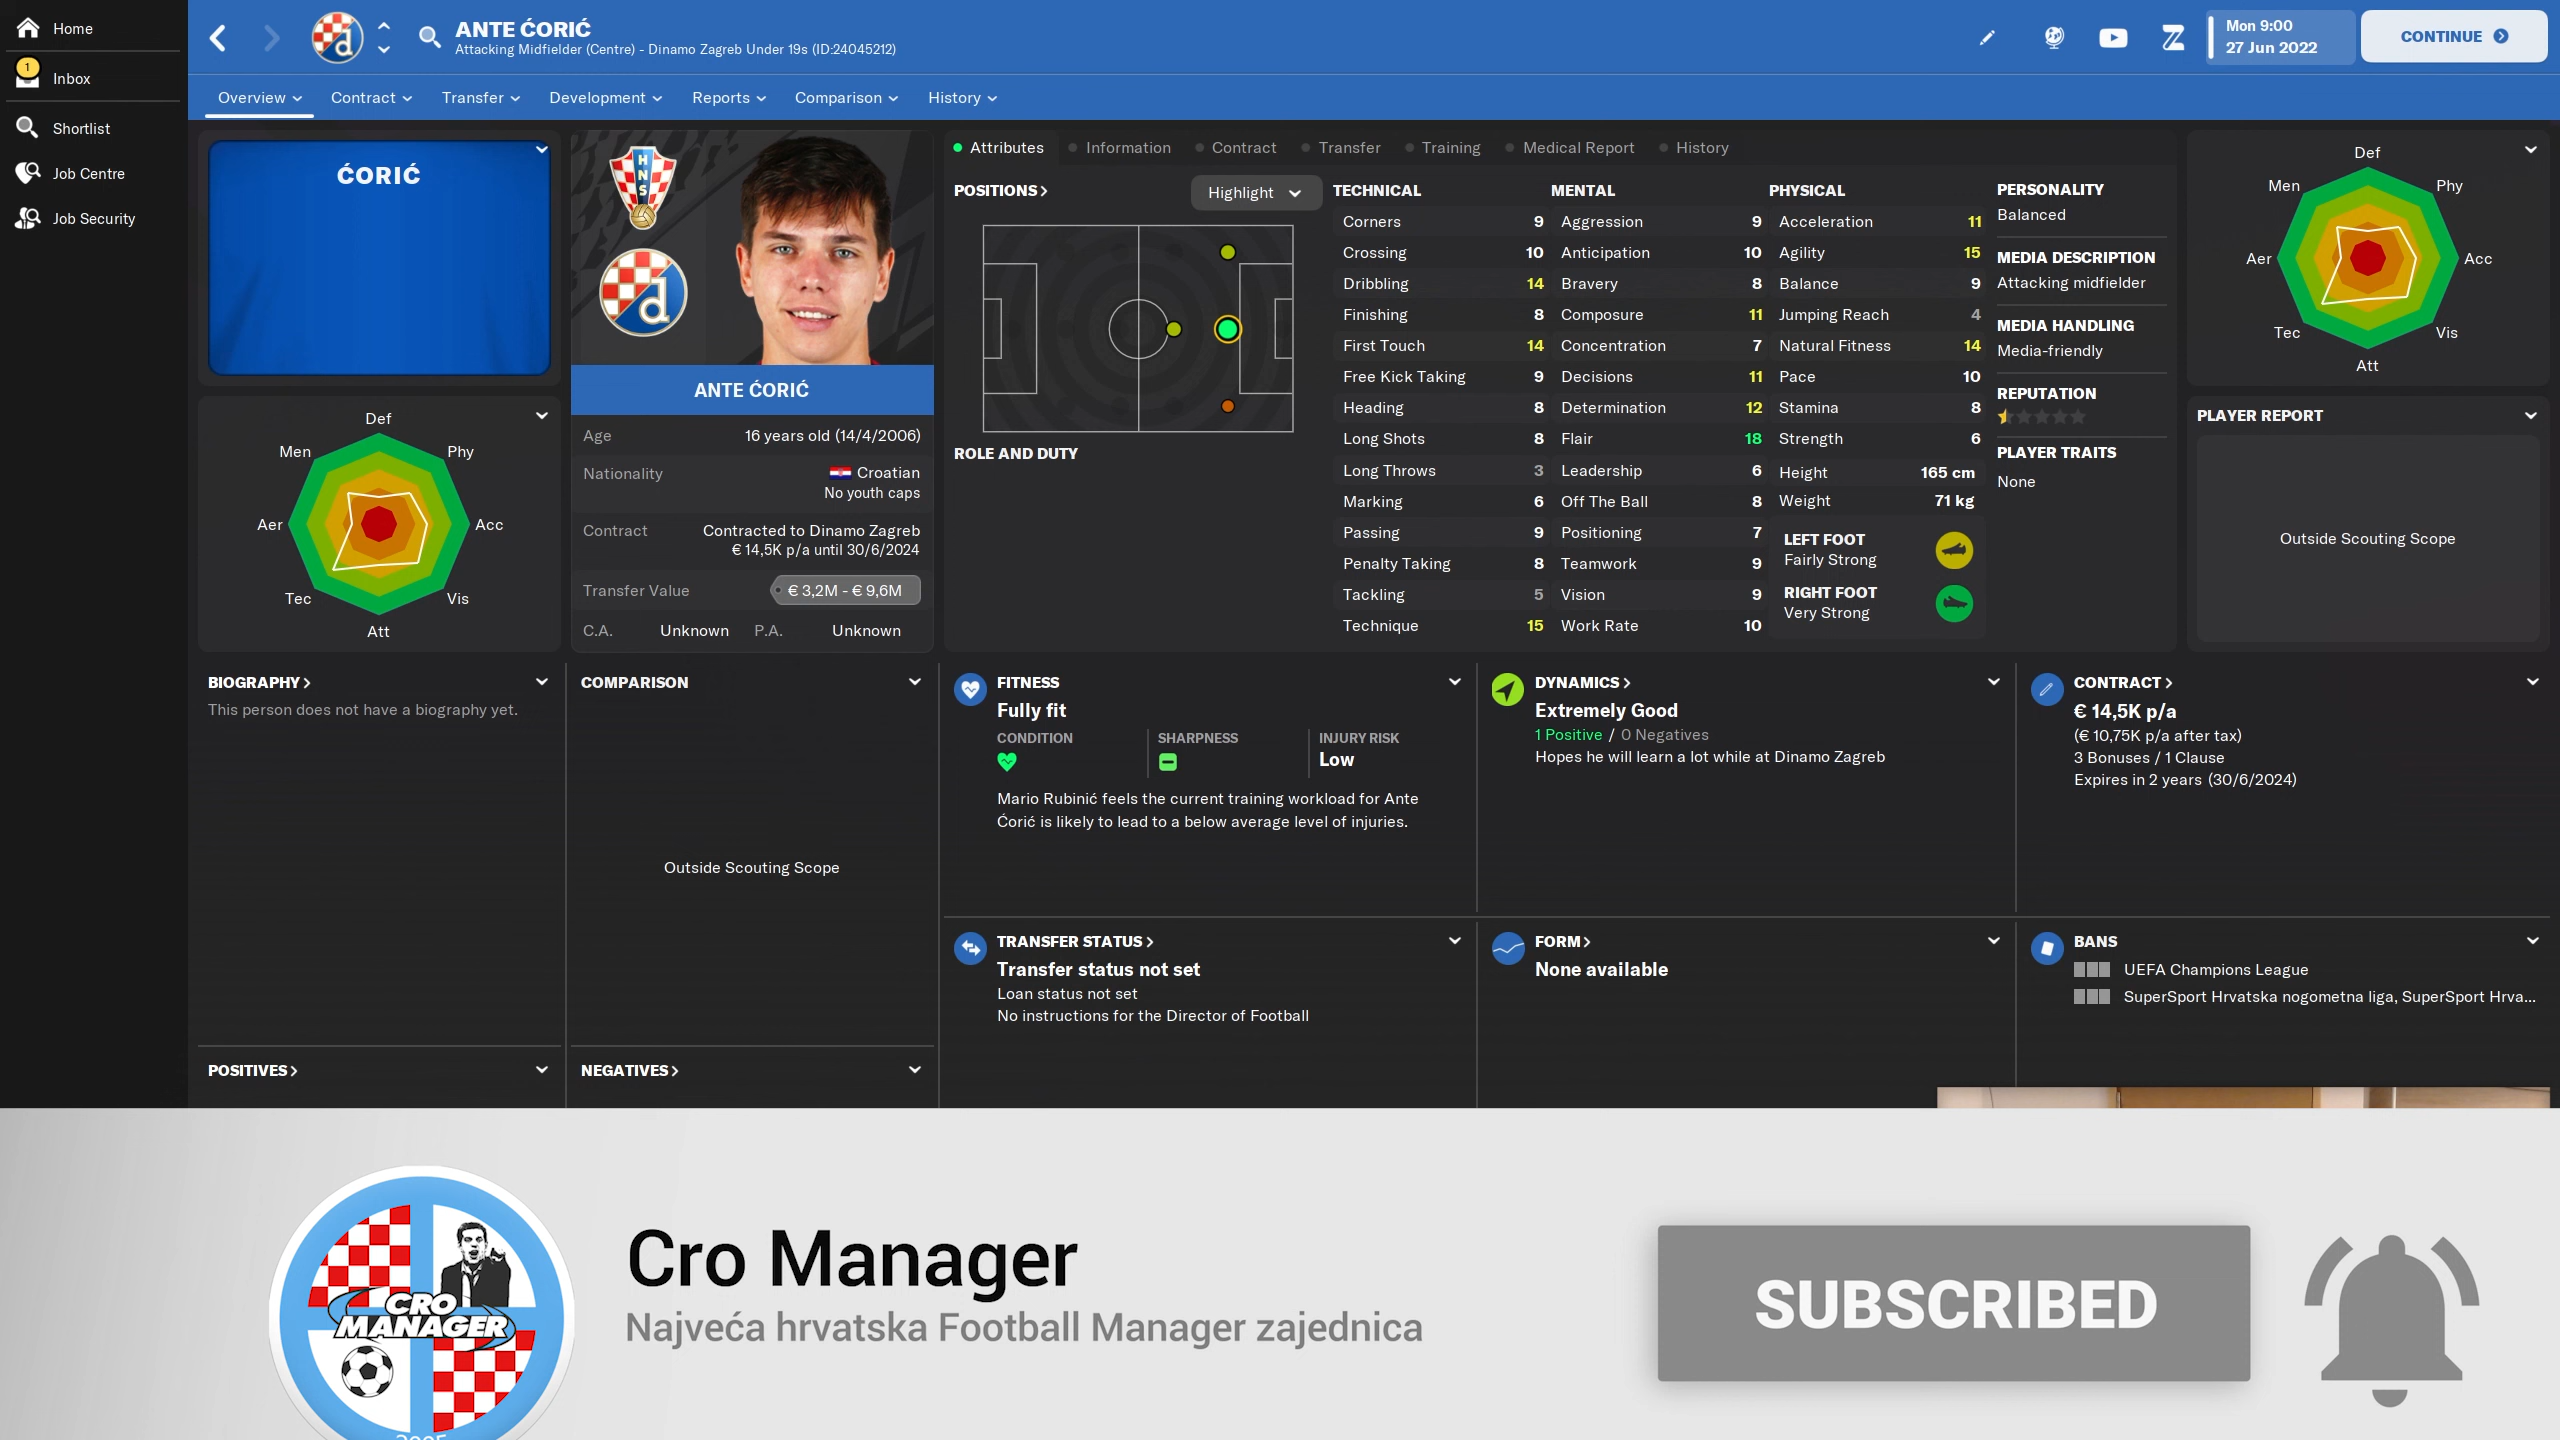 Home
1
Inbox
Shortlist
Job Centre
Job Security
ANTE ĆORIĆ
Attacking Midfielder (Centre) - Dinamo Zagreb Under 19s (ID:24045212)
Mon 9:00
27 Jun 2022
CONTINUE
Overview
Contract
Transfer
Development
Reports
Comparison
History
ĆORIĆ
Def
Men
Phy
Aer
Acc
Tec
Vis
Att
HNS
d
ANTE ĆORIĆ
Age 16 years old (14/4/2006)
Nationality Croatian
No youth caps
Contract Contracted to Dinamo Zagreb
€ 14,5K p/a until 30/6/2024
Transfer Value € 3,2M - € 9,6M
C.A. Unknown P.A. Unknown
Attributes Information Contract Transfer Training Medical Report History
POSITIONS
Highlight
ROLE AND DUTY
TECHNICAL
Corners 9
Crossing 10
Dribbling 14
Finishing 8
First Touch 14
Free Kick Taking 9
Heading 8
Long Shots 8
Long Throws 3
Marking 6
Passing 9
Penalty Taking 8
Tackling 5
Technique 15
MENTAL
Aggression 9
Anticipation 10
Bravery 8
Composure 11
Concentration 7
Decisions 11
Determination 12
Flair 18
Leadership 6
Off The Ball 8
Positioning 7
Teamwork 9
Vision 9
Work Rate 10
PHYSICAL
Acceleration 11
Agility 15
Balance 9
Jumping Reach 4
Natural Fitness 14
Pace 10
Stamina 8
Strength 6
Height 165 cm
Weight 71 kg
LEFT FOOT
Fairly Strong
RIGHT FOOT
Very Strong
PERSONALITY
Balanced
MEDIA DESCRIPTION
Attacking midfielder
MEDIA HANDLING
Media-friendly
REPUTATION
PLAYER TRAITS
None
Def
Men
Phy
Aer
Acc
Tec
Vis
Att
PLAYER REPORT
Outside Scouting Scope
BIOGRAPHY
This person does not have a biography yet.
COMPARISON
Outside Scouting Scope
FITNESS
Fully fit
CONDITION SHARPNESS INJURY RISK
Low
Mario Rubinić feels the current training workload for Ante
Ćorić is likely to lead to a below average level of injuries.
DYNAMICS
Extremely Good
1 Positive / 0 Negatives
Hopes he will learn a lot while at Dinamo Zagreb
CONTRACT
€ 14,5K p/a
(€ 10,75K p/a after tax)
3 Bonuses / 1 Clause
Expires in 2 years (30/6/2024)
TRANSFER STATUS
Transfer status not set
Loan status not set
No instructions for the Director of Football
FORM
None available
BANS
UEFA Champions League
SuperSport Hrvatska nogometna liga, SuperSport Hrva...
POSITIVES
NEGATIVES
CRO
MANAGER
Cro Manager
Najveća hrvatska Football Manager zajednica
SUBSCRIBED